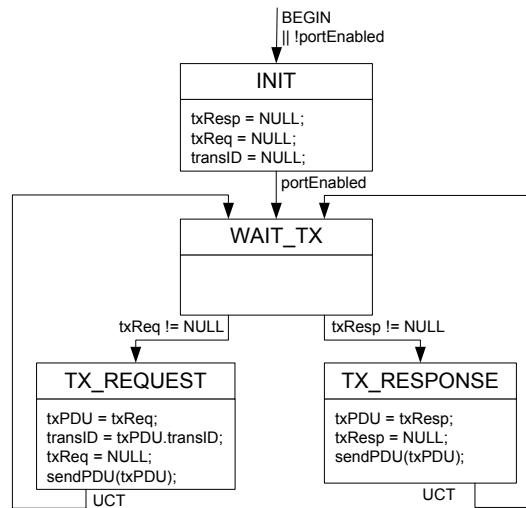 BEGIN
|| !portEnabled
INIT
txResp = NULL;
txReq = NULL;
transID = NULL;
portEnabled
WAIT_TX
txReq != NULL
txResp != NULL
TX_REQUEST
txPDU = txReq;
transID = txPDU.transID;
txReq = NULL;
sendPDU(txPDU);
UCT
TX_RESPONSE
txPDU = txResp;
txResp = NULL;
sendPDU(txPDU);
UCT